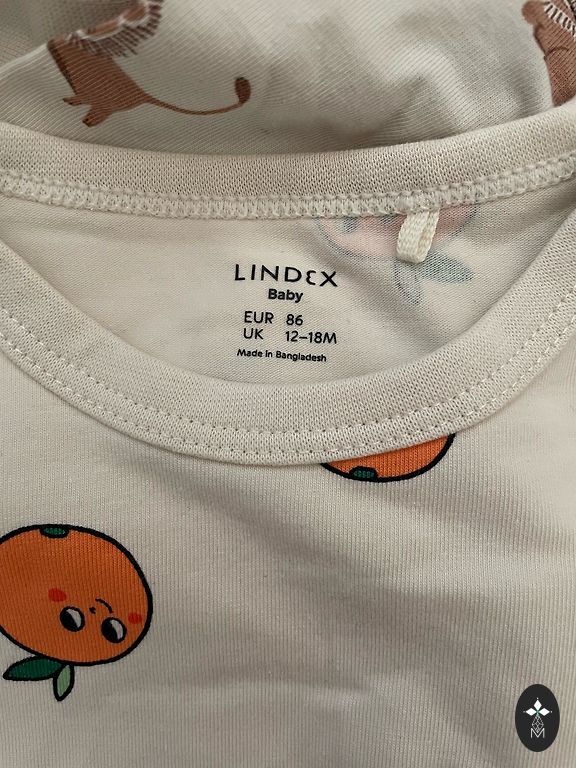 LINDEX
Baby
EUR 86
UK 12–18M
Made in Bangladesh
M